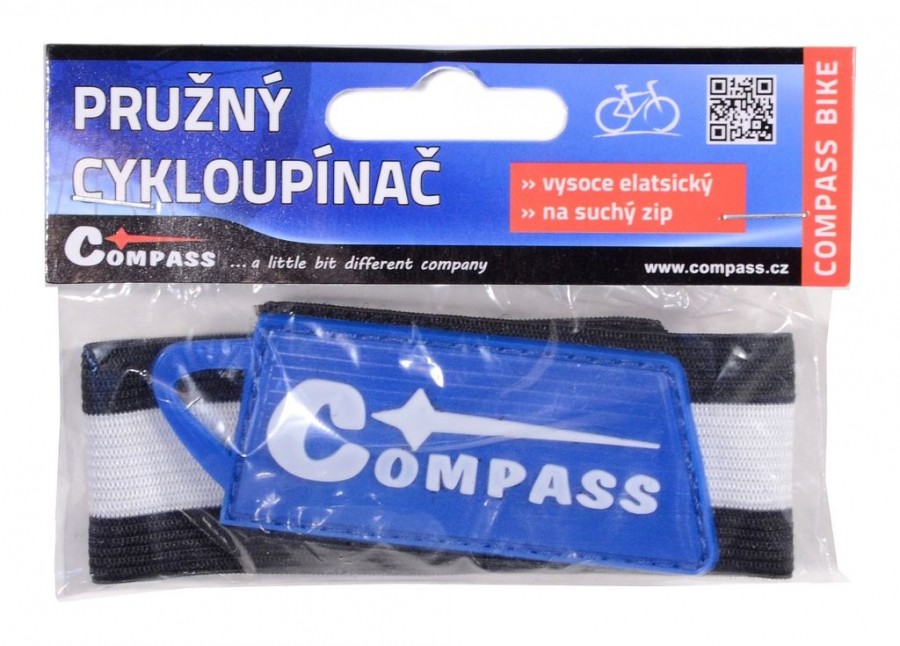 PRUŽNÝ
CYKLOUPÍNAČ
» vysoce elatsický
» na suchý zip
COMPASS BIKE
COMPASS ...a little bit different company
www.compass.cz
COMPASS